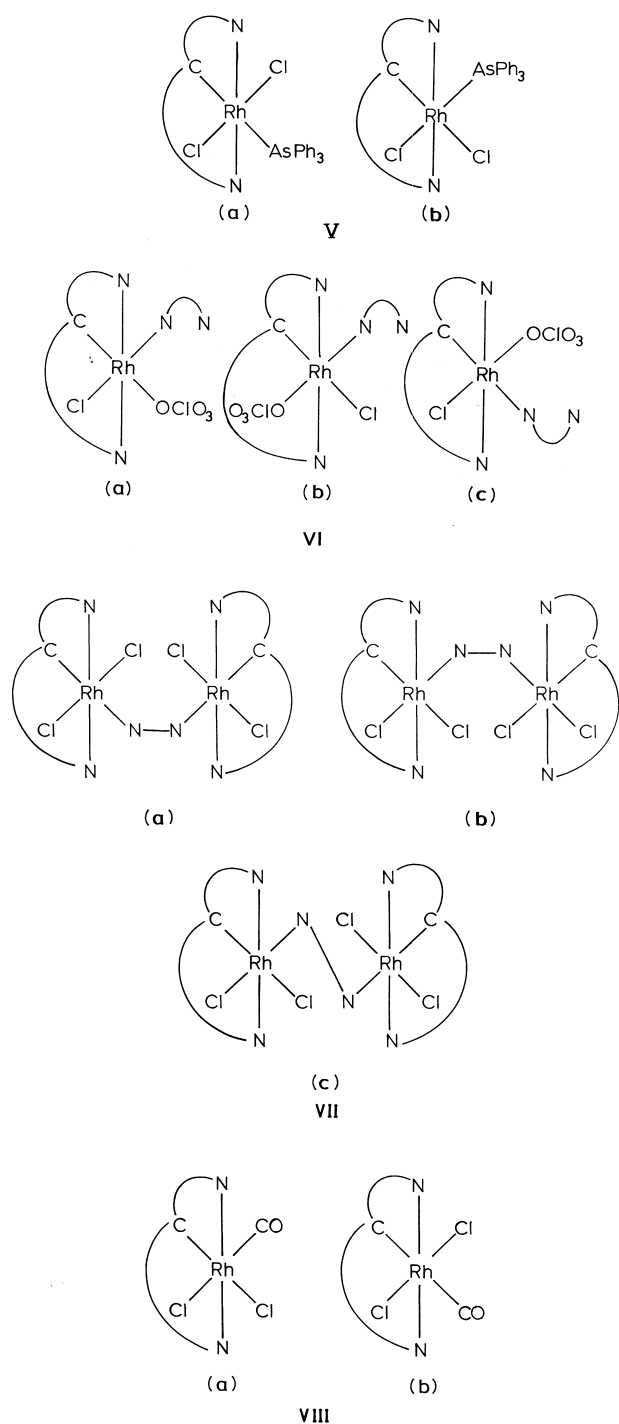 N N
C Cl C AsPh3
Rh Rh
Cl AsPh3 Cl Cl
N N
(a) (b)
V
N N N
C N N C N N C OClO3
Rh Rh Rh
Cl OClO3 O3ClO Cl Cl N N
N N N
(a) (b) (c)
VI
N N N N
C Cl Cl C C N—N C
Rh Rh Rh Rh
Cl N—N Cl Cl Cl Cl Cl
N N N N
(a) (b)
N N
C N Cl C
Rh Rh
Cl Cl N Cl
N N
(c)
VII
N N
C CO C Cl
Rh Rh
Cl Cl Cl CO
N N
(a) (b)
VIII